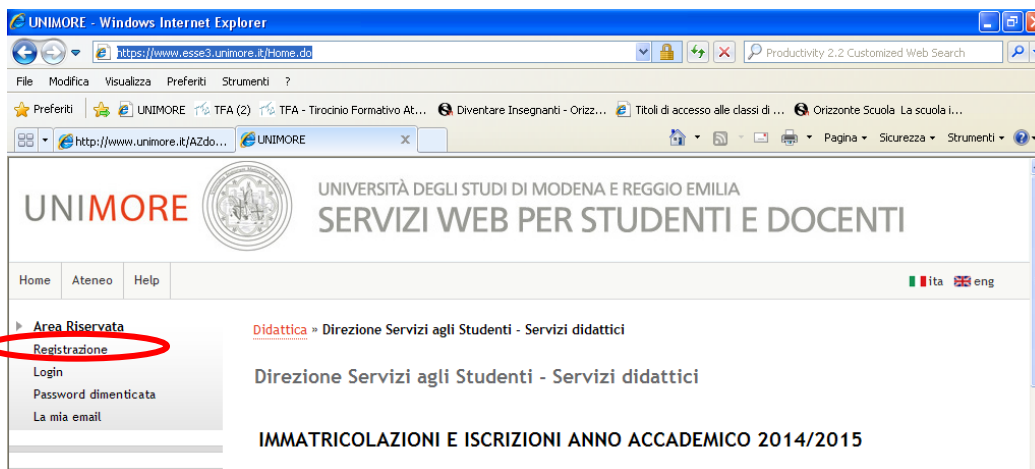 UNIMORE - Windows Internet Explorer
https://www.esse3.unimore.it/Home.do
Productivity 2.2 Customized Web Search
File Modifica Visualizza Preferiti Strumenti ?
Preferiti UNIMORE TFA (2) TFA - Tirocinio Formativo At... Diventare Insegnanti - Orizz... Titoli di accesso alle classi di ... Orizzonte Scuola La scuola i...
http://www.unimore.it/AZdo... UNIMORE X Pagina Sicurezza Strumenti
UNIMORE
UNIVERSITÀ DEGLI STUDI DI MODENA E REGGIO EMILIA
SERVIZI WEB PER STUDENTI E DOCENTI
Home Ateneo Help ita eng
Area Riservata
Registrazione
Login
Password dimenticata
La mia email
Didattica » Direzione Servizi agli Studenti - Servizi didattici
Direzione Servizi agli Studenti - Servizi didattici
IMMATRICOLAZIONI E ISCRIZIONI ANNO ACCADEMICO 2014/2015